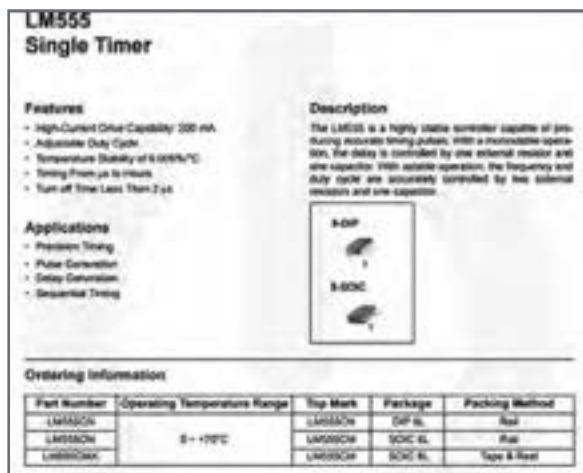 LM555
Single Timer
Features
• High-Current Drive Capability: 200 mA
• Adjustable Duty Cycle
• Temperature Stability of 0.005%/°C
• Timing From μs to Hours
• Turn off Time Less Then 2 μs
Applications
• Precision Timing
• Pulse Generation
• Delay Generation
• Sequential Timing
Description
The LM555 is a highly stable controller capable of pro-
ducing accurate timing pulses. With a monostable opera-
tion, the delay is controlled by one external resistor and
one capacitor. With astable operation, the frequency and
duty cycle are accurately controlled by two external
resistors and one capacitor.
8-DIP
1
8-SOIC
1
Ordering Information
Part Number Operating Temperature Range Top Mark Package Packing Method
LM555CN LM555CN DIP 8L Rail
0 ~ +70°C SOIC 8L Rail
SOIC 8L Tape & Reel